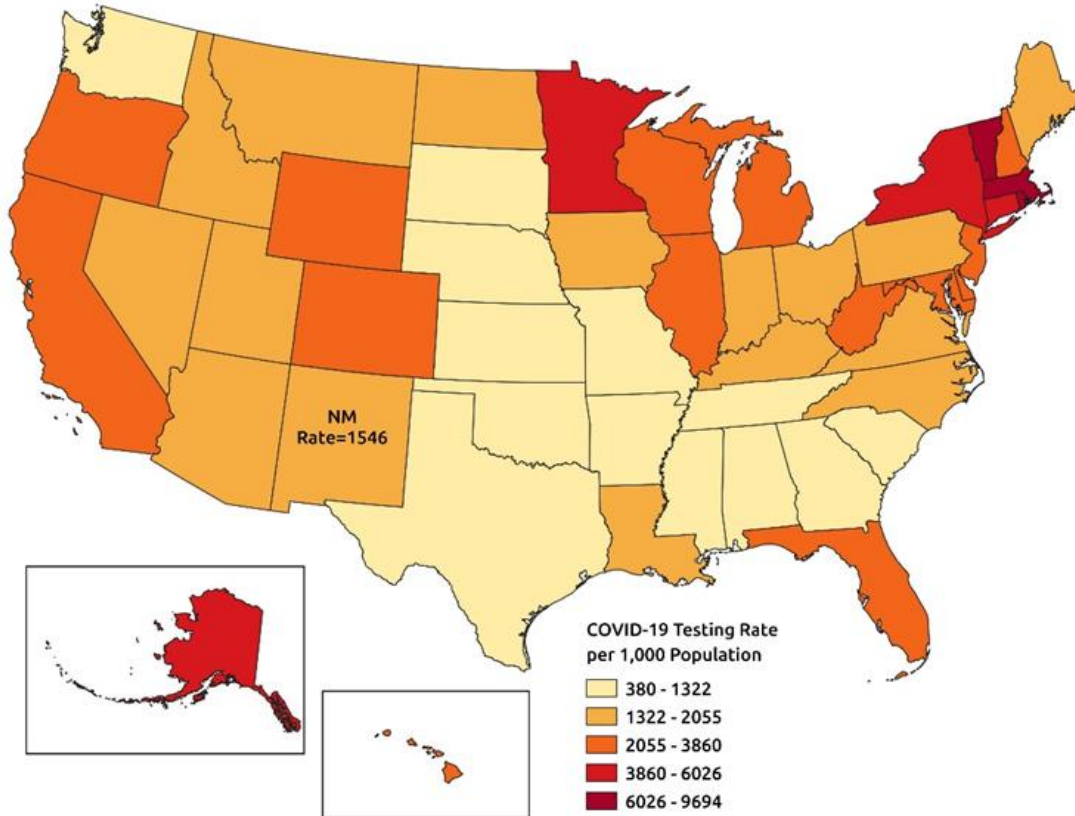 NM
Rate=1546
COVID-19 Testing Rate
per 1,000 Population
380 - 1322
1322 - 2055
2055 - 3860
3860 - 6026
6026 - 9694